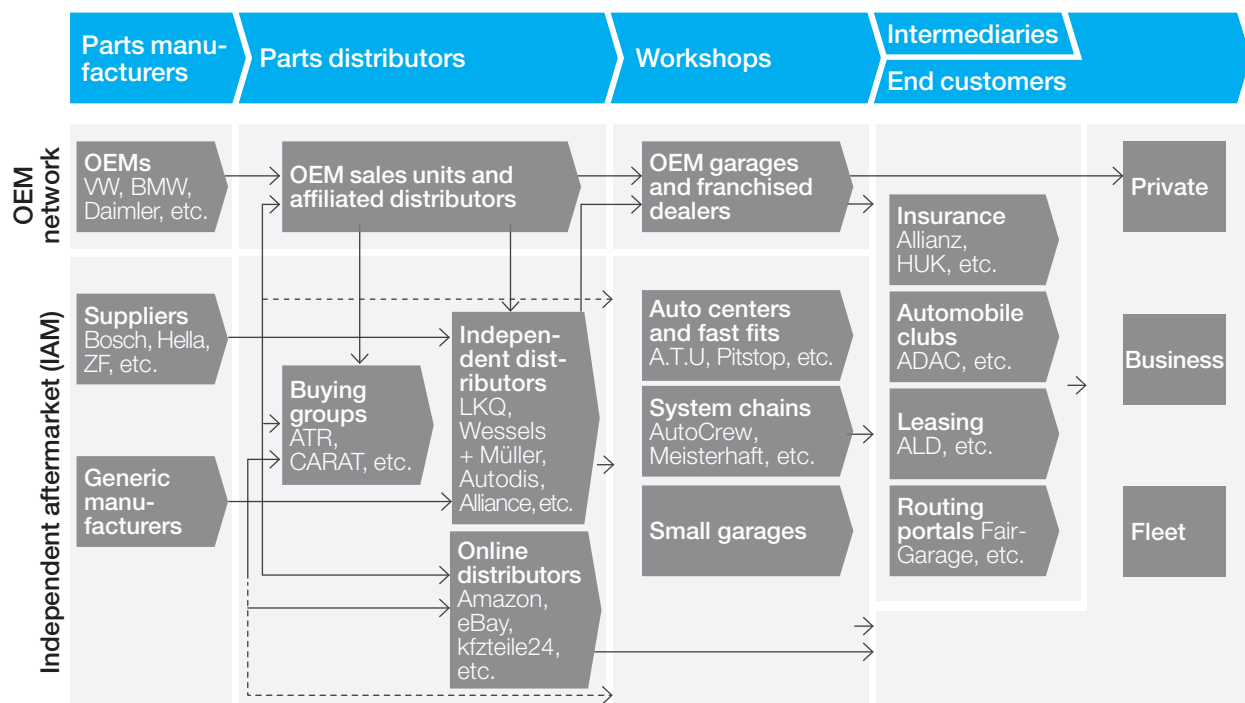 Parts manu-
facturers
Parts distributors
Workshops
Intermediaries
End customers
OEM
network
OEMs
VW, BMW,
Daimler, etc.
OEM sales units and
affiliated distributors
OEM garages
and franchised
dealers
Private
Insurance
Allianz,
HUK, etc.
Independent aftermarket (IAM)
Suppliers
Bosch, Hella,
ZF, etc.
Generic
manu-
facturers
Buying
groups
ATR,
CARAT, etc.
Indepen-
dent dist-
ributors
LKQ,
Wessels
+ Müller,
Autodis,
Alliance, etc.
Online
distributors
Amazon,
eBay,
kfzteile24,
etc.
Auto centers
and fast fits
A.T.U, Pitstop, etc.
System chains
AutoCrew,
Meisterhaft, etc.
Small garages
Automobile
clubs
ADAC, etc.
Leasing
ALD, etc.
Routing
portals Fair-
Garage, etc.
Business
Fleet